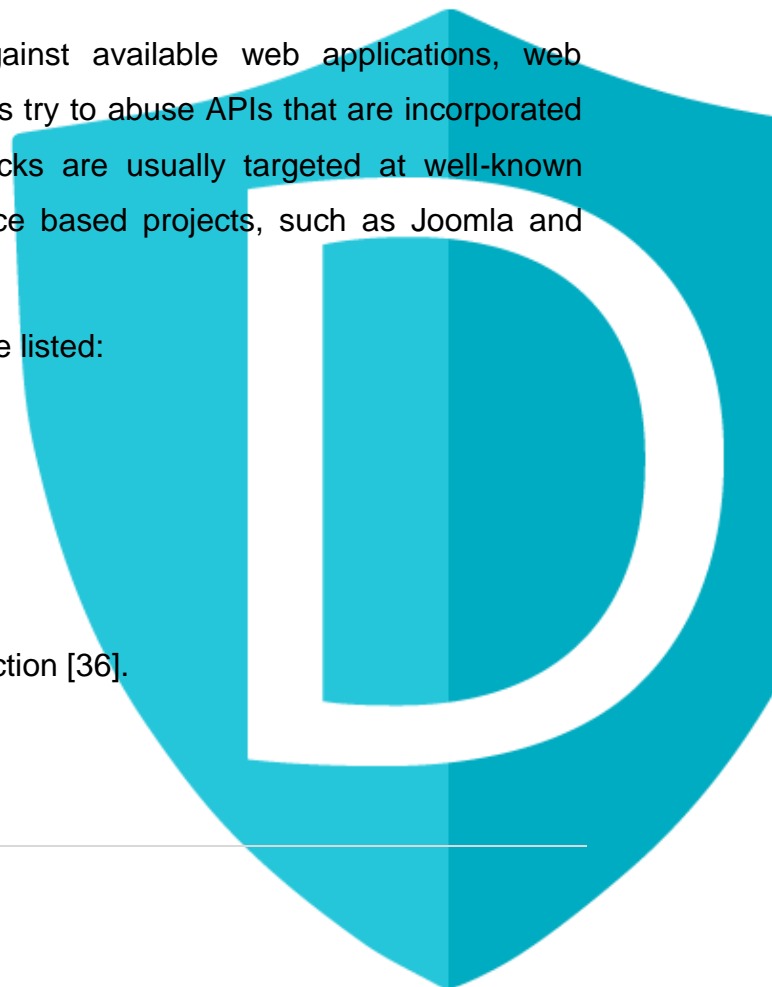 gainst available web applications, web
s try to abuse APIs that are incorporated
cks are usually targeted at well-known
ce based projects, such as Joomla and
e listed:
ction [36].
D